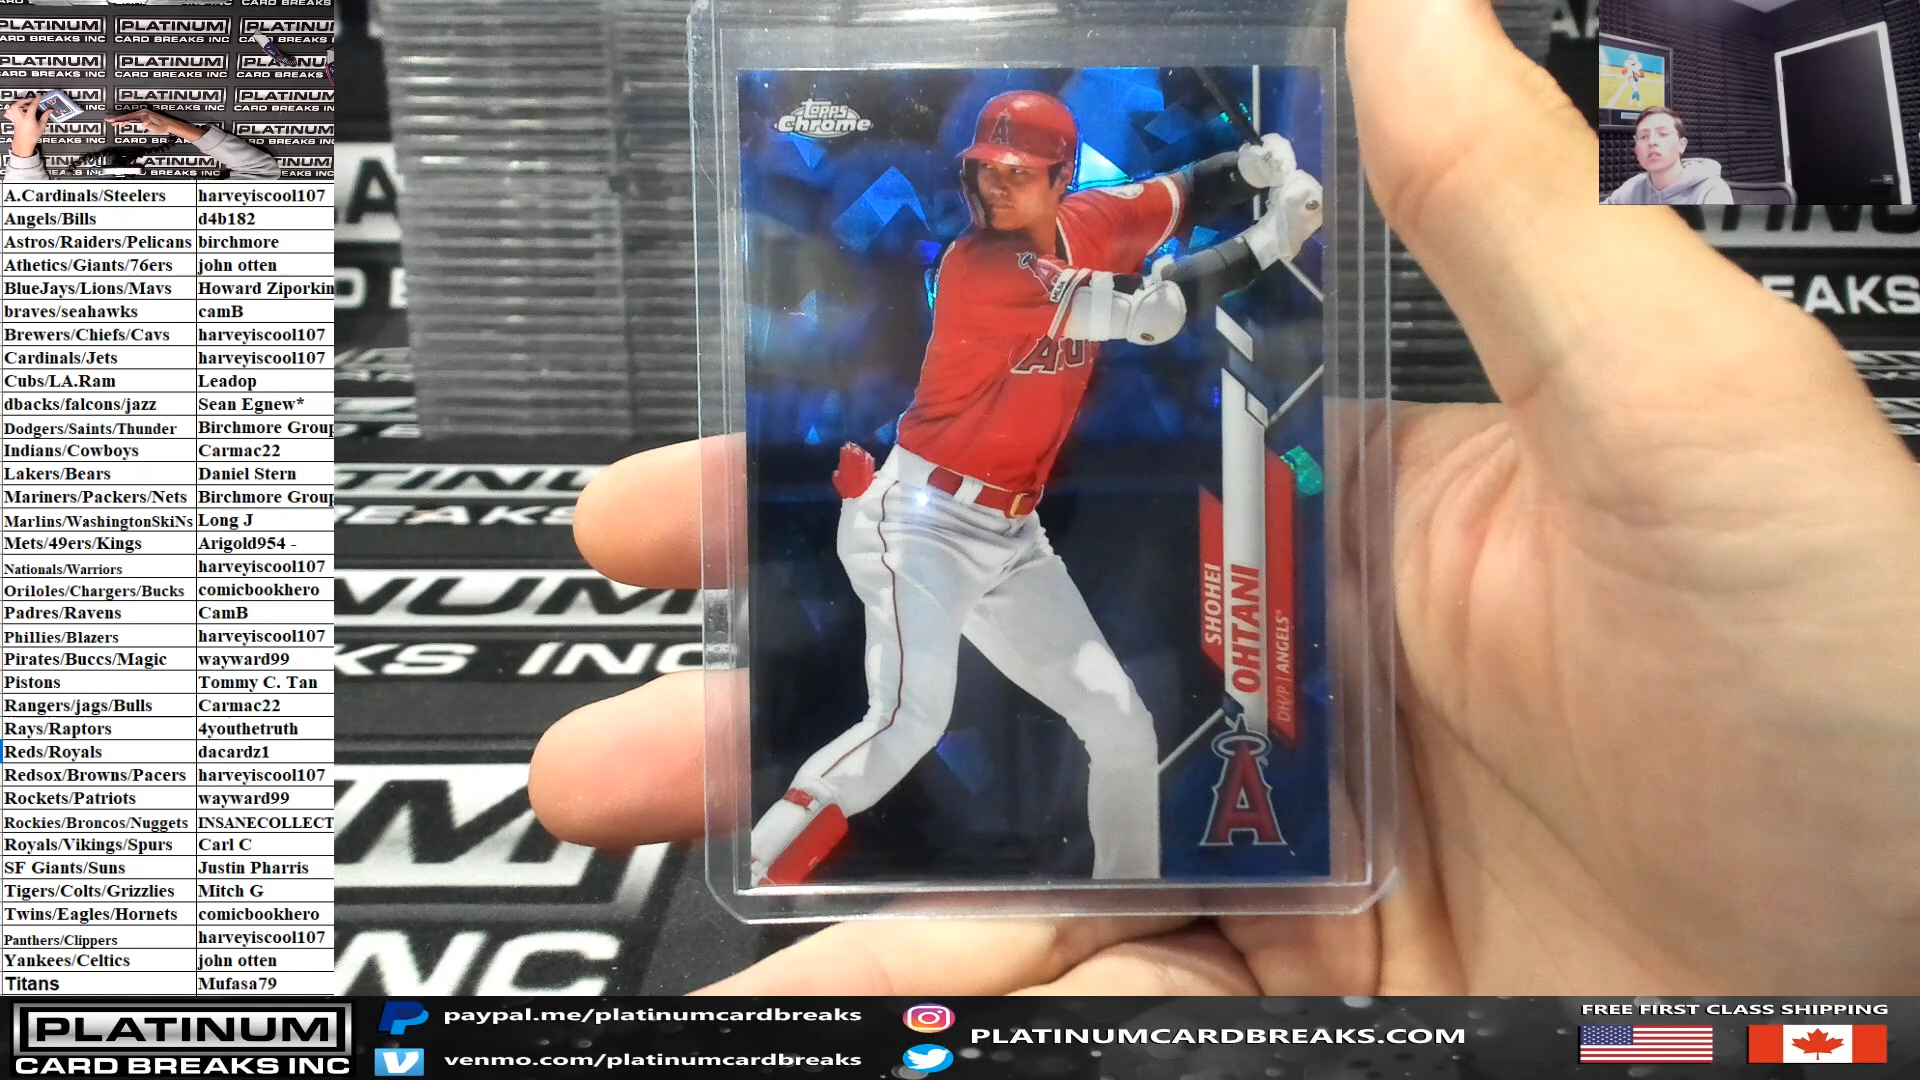 PLATINUM
CARD BREAKS INC
A.Cardinals/Steelers harveyiscool107
Angels/Bills d4b182
Astros/Raiders/Pelicans birchmore
Athetics/Giants/76ers john otten
BlueJays/Lions/Mavs Howard Ziporkin
braves/seahawks camB
Brewers/Chiefs/Cavs harveyiscool107
Cardinals/Jets harveyiscool107
Cubs/LA.Ram Leadop
dbacks/falcons/jazz Sean Egnew*
Dodgers/Saints/Thunder Birchmore Group
Indians/Cowboys Carmac22
Lakers/Bears Daniel Stern
Mariners/Packers/Nets Birchmore Group
Marlins/WashingtonSkiNs Long J
Mets/49ers/Kings Arigold954 -
Nationals/Warriors harveyiscool107
Oriloles/Chargers/Bucks comicbookhero
Padres/Ravens CamB
Phillies/Blazers harveyiscool107
Pirates/Buccs/Magic wayward99
Pistons Tommy C. Tan
Rangers/jags/Bulls Carmac22
Rays/Raptors 4youthetruth
Reds/Royals dacardz1
Redsox/Browns/Pacers harveyiscool107
Rockets/Patriots wayward99
Rockies/Broncos/Nuggets INSANECOLLECT
Royals/Vikings/Spurs Carl C
SF Giants/Suns Justin Pharris
Tigers/Colts/Grizzlies Mitch G
Twins/Eagles/Hornets comicbookhero
Panthers/Clippers harveyiscool107
Yankees/Celtics john otten
Titans Mufasa79
Topps
Chrome
SHOHEI
OHTANI
DH/P | ANGELS
A
PLATINUM
CARD BREAKS INC
paypal.me/platinumcardbreaks
venmo.com/platinumcardbreaks
PLATINUMCARDBREAKS.COM
FREE FIRST CLASS SHIPPING